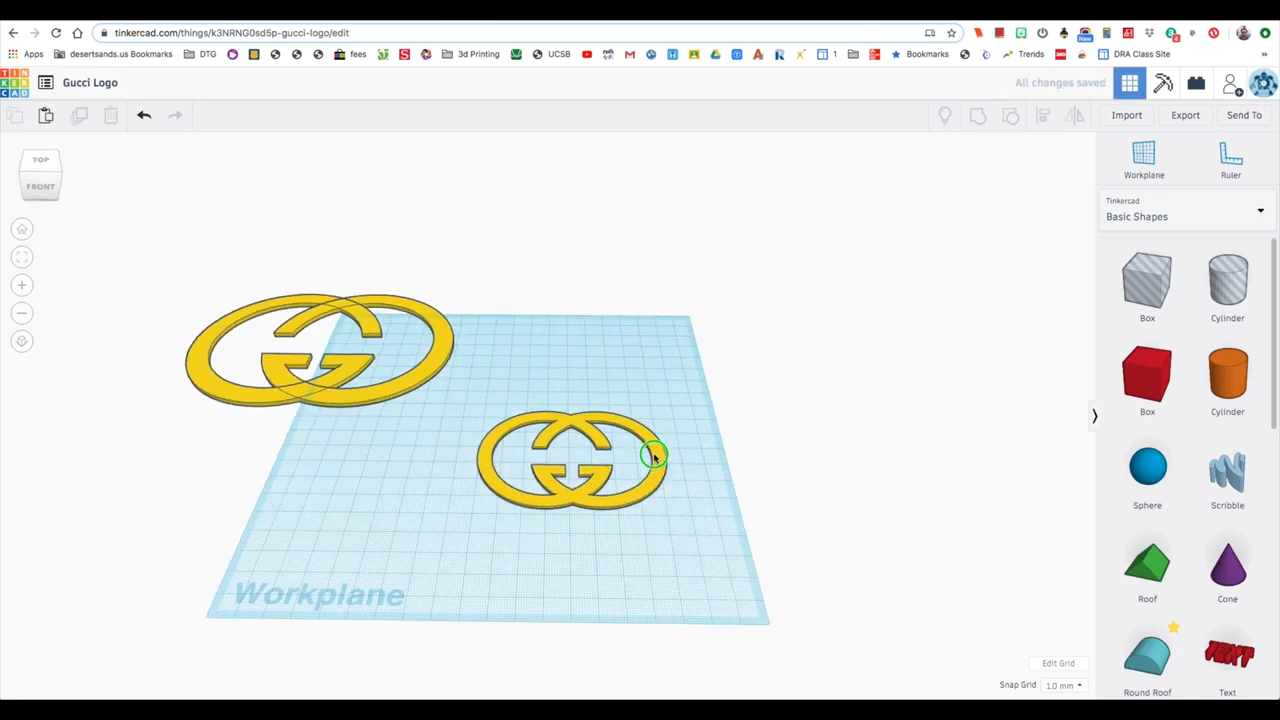 tinkercad.com/things/k3NRNG0sd5p-gucci-logo/edit
Apps desertsands.us Bookmarks DTG fees 3d Printing UCSB 1 Bookmarks Trends DRA Class Site »
New
TIN
KER
CAD
Gucci Logo
All changes saved
Import Export Send To
TOP
FRONT
Workplane Ruler
Tinkercad
Basic Shapes
Box Cylinder
Box Cylinder
Sphere Scribble
Roof Cone
TEXT
Round Roof Text
Workplane
Edit Grid
Snap Grid 1.0 mm